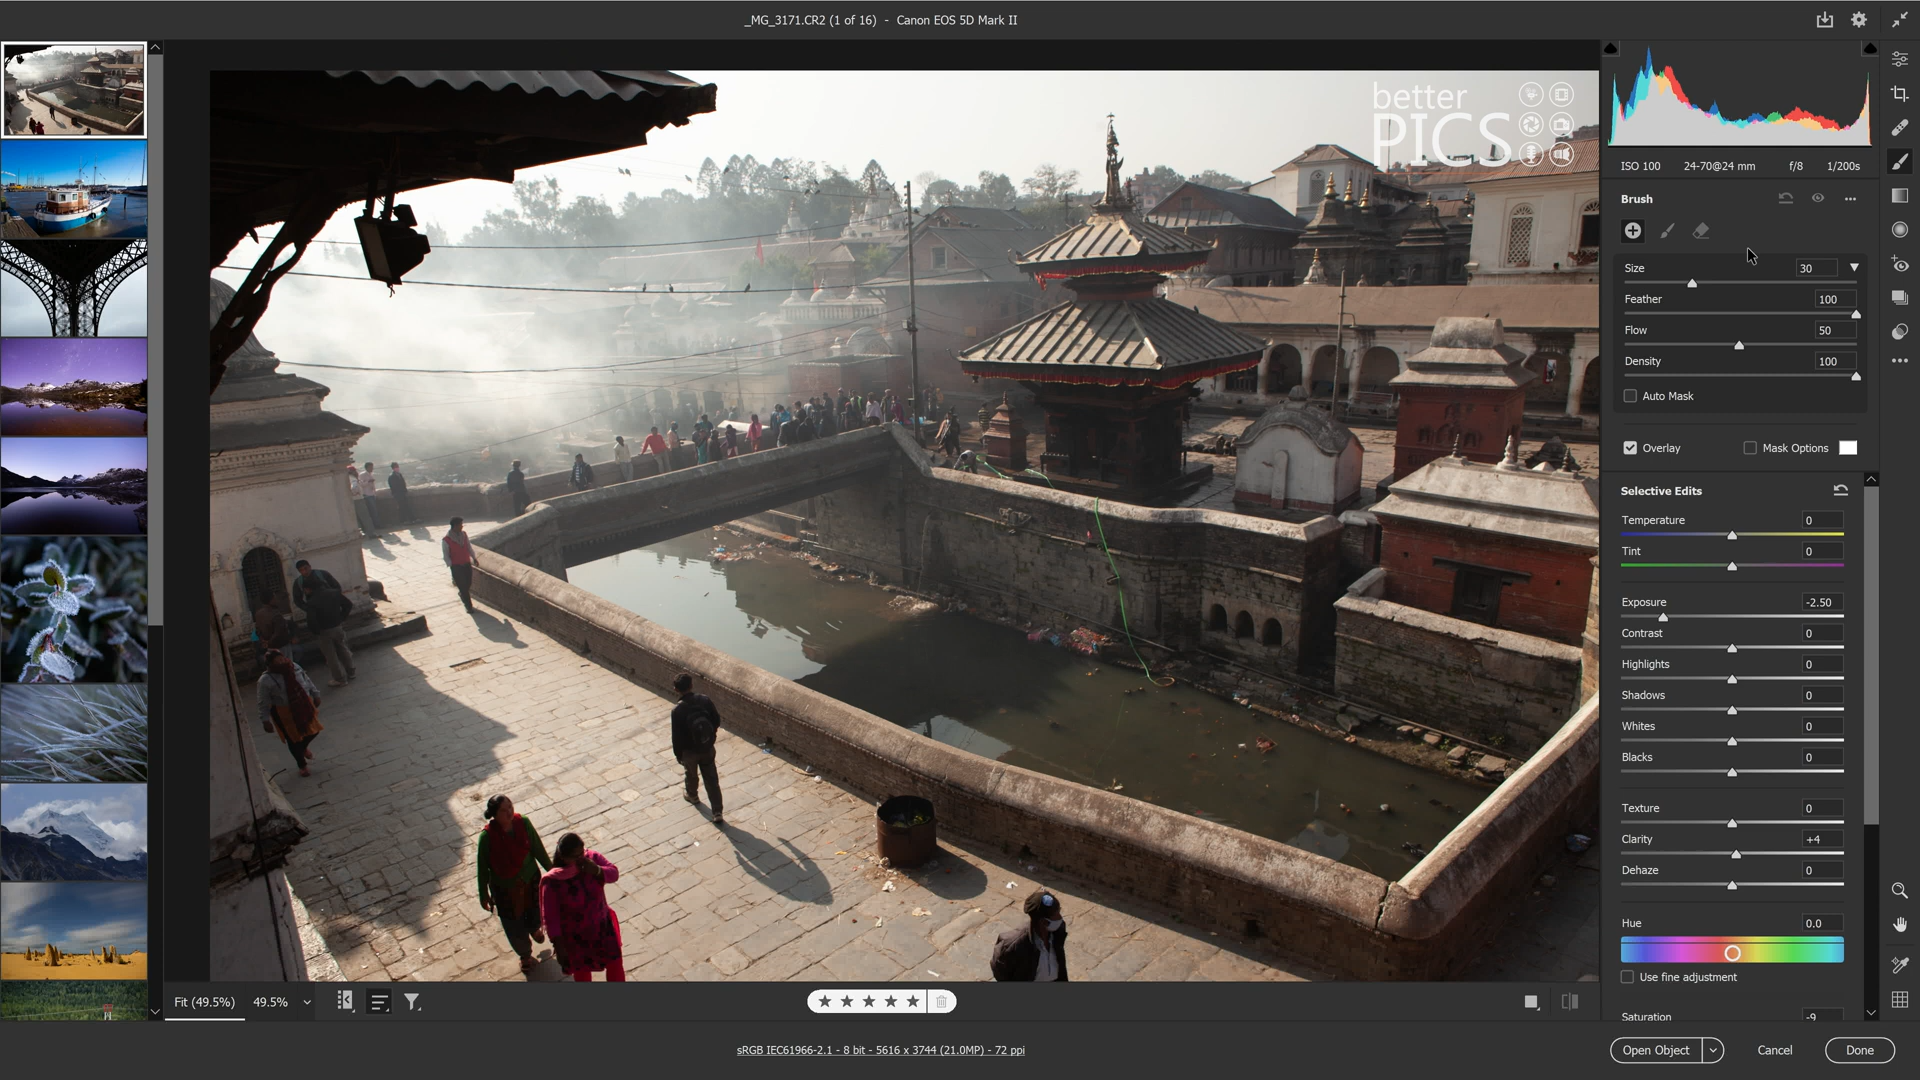 _MG_3171.CR2 (1 of 16)  -  Canon EOS 5D Mark II
better
PICS
ISO 100 24-70@24 mm f/8 1/200s
Brush
Size 30
Feather 100
Flow 50
Density 100
Auto Mask
Overlay Mask Options
Selective Edits
Temperature 0
Tint 0
Exposure -2.50
Contrast 0
Highlights 0
Shadows 0
Whites 0
Blacks 0
Texture 0
Clarity +4
Dehaze 0
Hue 0.0
Use fine adjustment
Saturation -9
Fit (49.5%) 49.5%
sRGB IEC61966-2.1 - 8 bit - 5616 x 3744 (21.0MP) - 72 ppi
Open Object Cancel Done